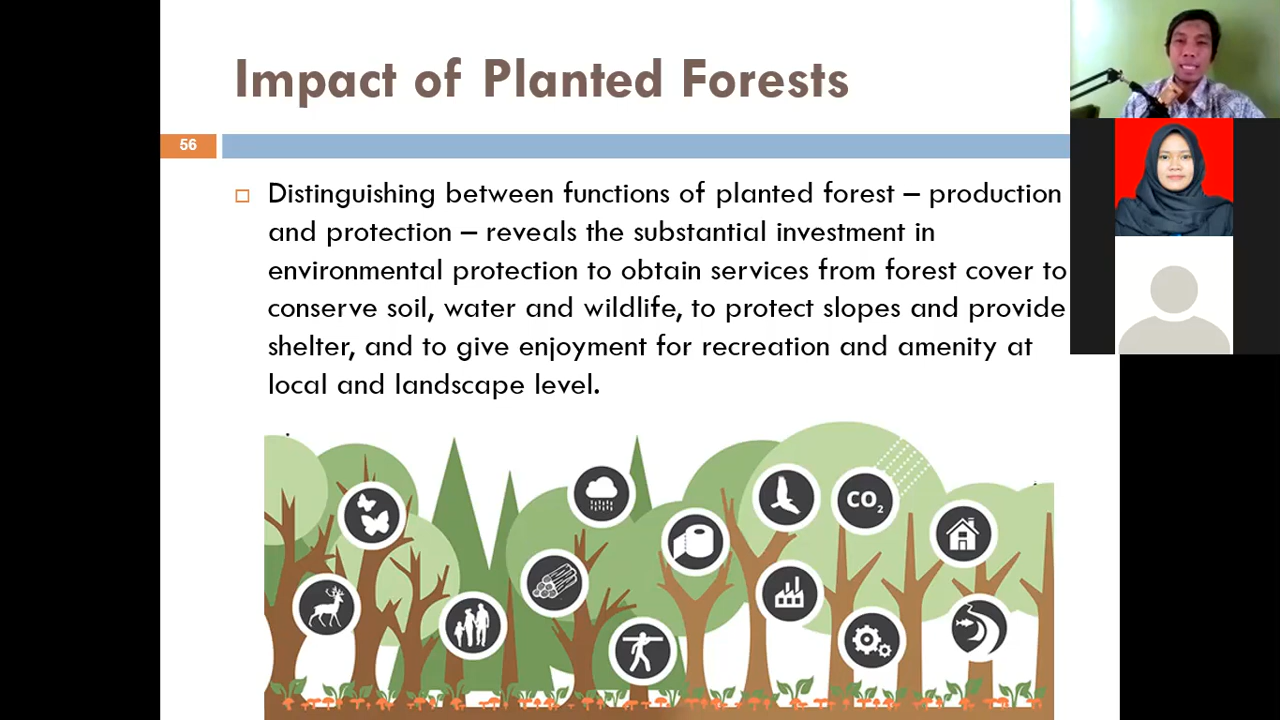 Impact of Planted Forests
56
Distinguishing between functions of planted forest – production
and protection – reveals the substantial investment in
environmental protection to obtain services from forest cover to
conserve soil, water and wildlife, to protect slopes and provide
shelter, and to give enjoyment for recreation and amenity at
local and landscape level.
CO2